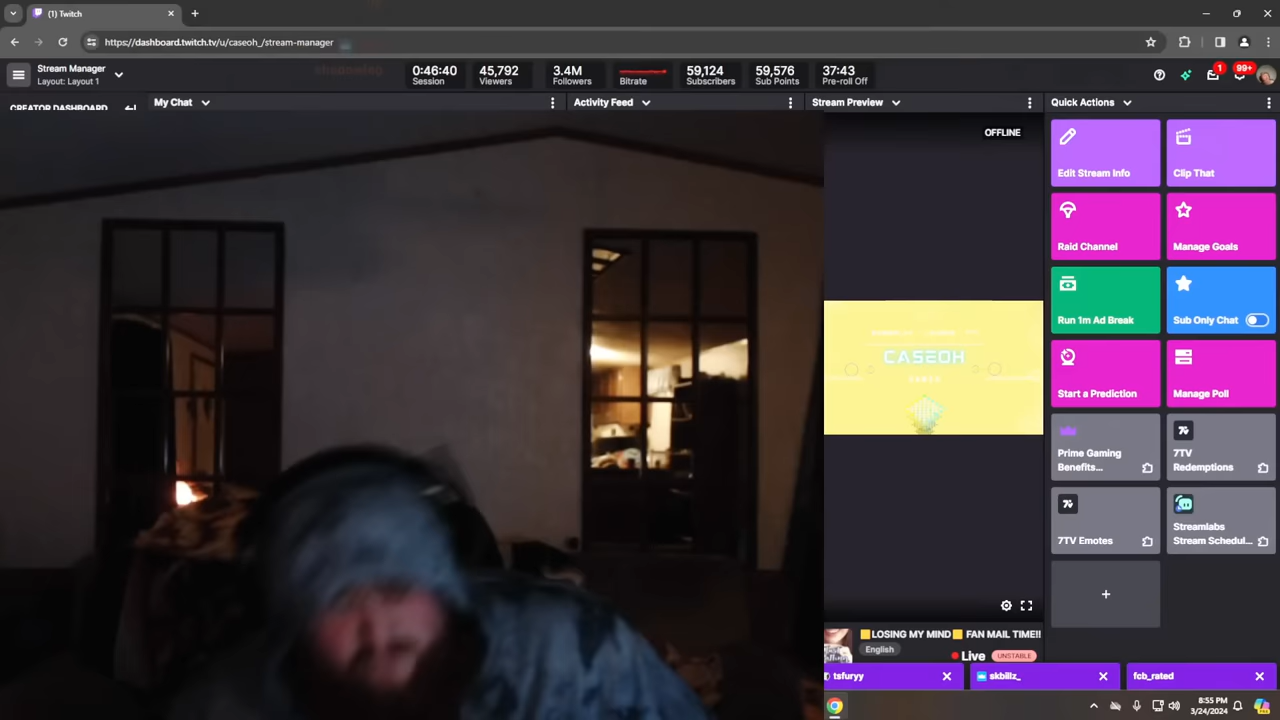 (1) Twitch
https://dashboard.twitch.tv/u/caseoh_/stream-manager
Stream Manager
Layout: Layout 1
0:46:40
Session
45,792
Viewers
3.4M
Followers
Bitrate
59,124
Subscribers
59,576
Sub Points
37:43
Pre-roll Off
1
99+
CREATOR DASHBOARD
My Chat
Activity Feed
Stream Preview
Quick Actions
OFFLINE
Edit Stream Info
Clip That
Raid Channel
Manage Goals
Run 1m Ad Break
Sub Only Chat
CASEOH
Start a Prediction
Manage Poll
Prime Gaming
Benefits...
7TV
Redemptions
7TV Emotes
Streamlabs
Stream Schedul...
+
LOSING MY MIND FAN MAIL TIME!!
English
Live
UNSTABLE
tsfuryy
skbillz_
fcb_rated
8:55 PM
3/24/2024